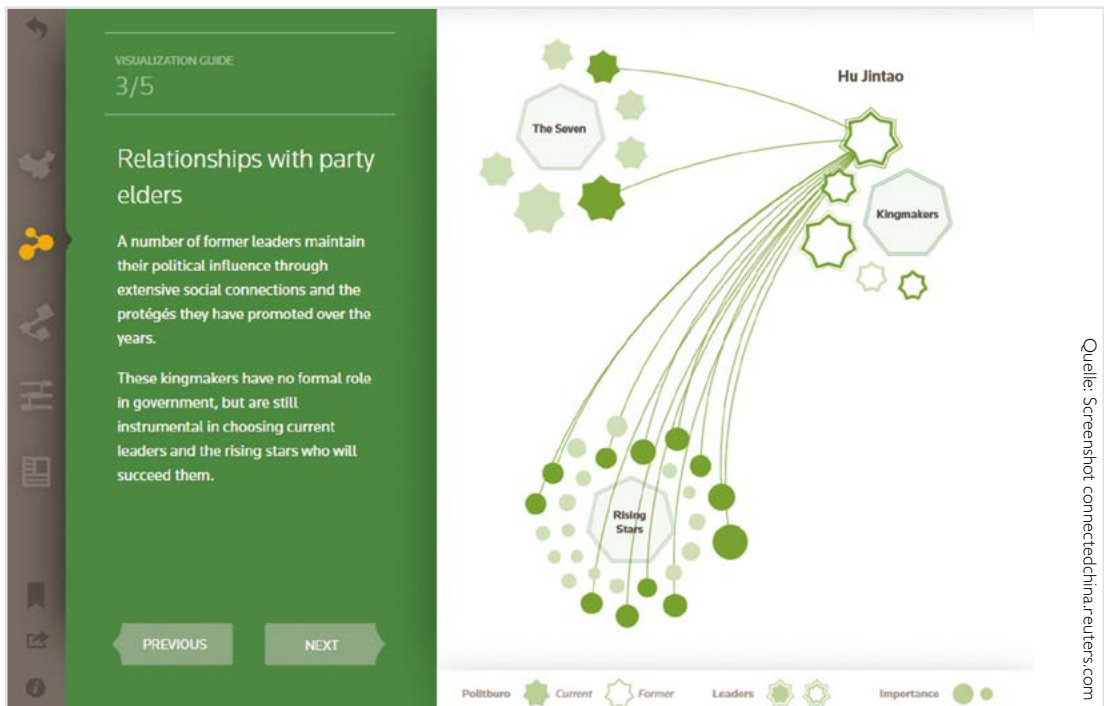 VISUALIZATION GUIDE
3/5
Relationships with party
elders
A number of former leaders maintain
their political influence through
extensive social connections and the
protégés they have promoted over the
years.
These kingmakers have no formal role
in government, but are still
instrumental in choosing current
leaders and the rising stars who will
succeed them.
PREVIOUS
NEXT
The Seven
Hu Jintao
Kingmakers
Rising
Stars
Politburo Current Former Leaders Importance
Quelle: Screenshot connectedchina.reuters.com